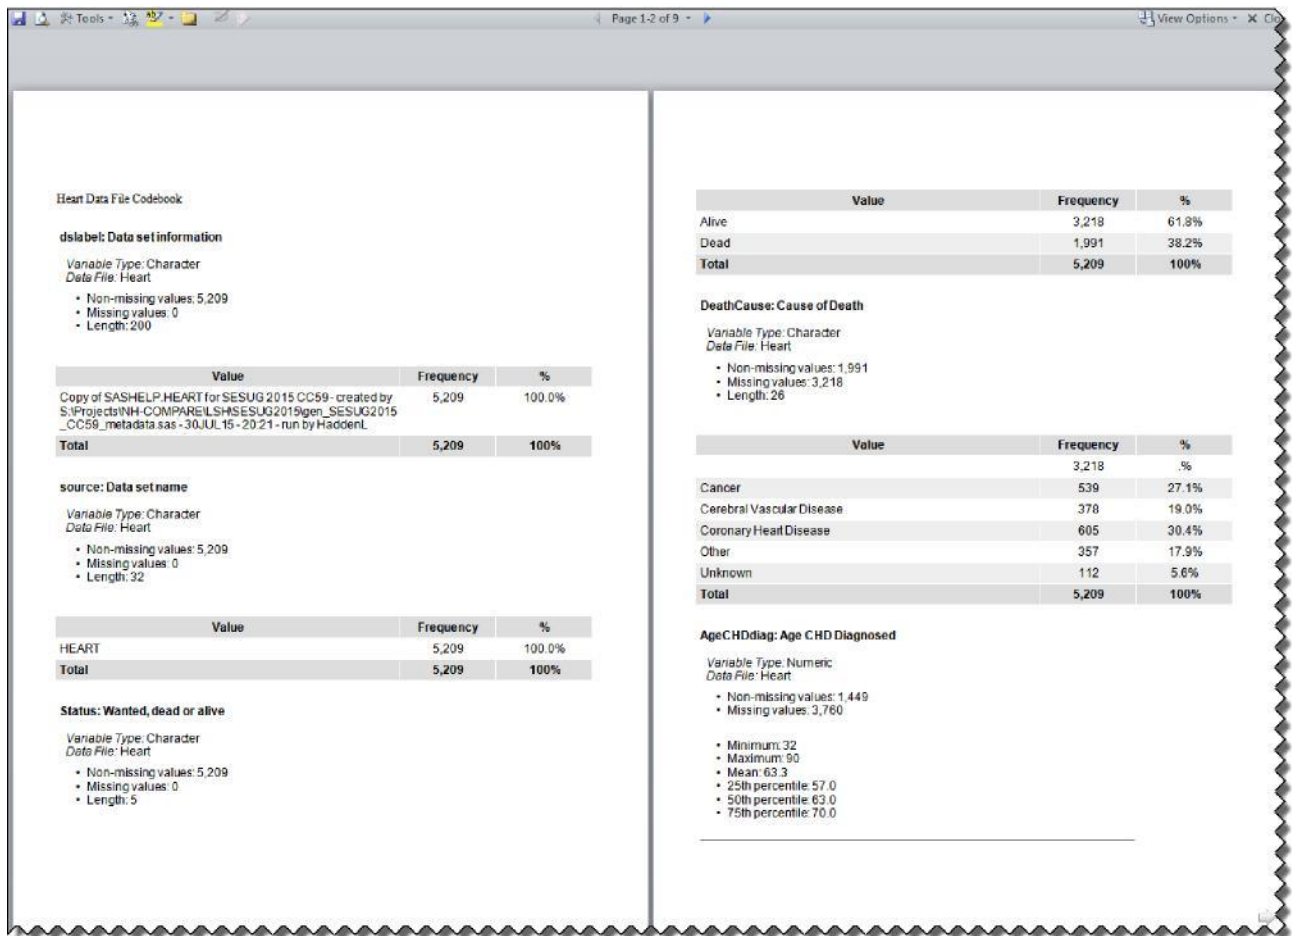 Tools
Page 1-2 of 9
View Options
Heart Data File Codebook
dslabel: Data set information
Variable Type: Character
Data File: Heart
• Non-missing values: 5,209
• Missing values: 0
• Length: 200
Value Frequency %
Copy of SASHELP.HEART for SESUG 2015 CC59 - created by 5,209 100.0%
S:\Projects\NH-COMPARE\LSH\SESUG2015\gen_SESUG2015
_CC59_metadata.sas - 30JUL15 - 20:21 - run by HaddenL
Total 5,209 100%
source: Data set name
Variable Type: Character
Data File: Heart
• Non-missing values: 5,209
• Missing values: 0
• Length: 32
Value Frequency %
HEART 5,209 100.0%
Total 5,209 100%
Status: Wanted, dead or alive
Variable Type: Character
Data File: Heart
• Non-missing values: 5,209
• Missing values: 0
• Length: 5
Value Frequency %
Alive 3,218 61.8%
Dead 1,991 38.2%
Total 5,209 100%
DeathCause: Cause of Death
Variable Type: Character
Data File: Heart
• Non-missing values: 1,991
• Missing values: 3,218
• Length: 26
Value Frequency %
3,218 .%
Cancer 539 27.1%
Cerebral Vascular Disease 378 19.0%
Coronary Heart Disease 605 30.4%
Other 357 17.9%
Unknown 112 5.6%
Total 5,209 100%
AgeCHDdiag: Age CHD Diagnosed
Variable Type: Numeric
Data File: Heart
• Non-missing values: 1,449
• Missing values: 3,760
• Minimum: 32
• Maximum: 90
• Mean: 63.3
• 25th percentile: 57.0
• 50th percentile: 63.0
• 75th percentile: 70.0